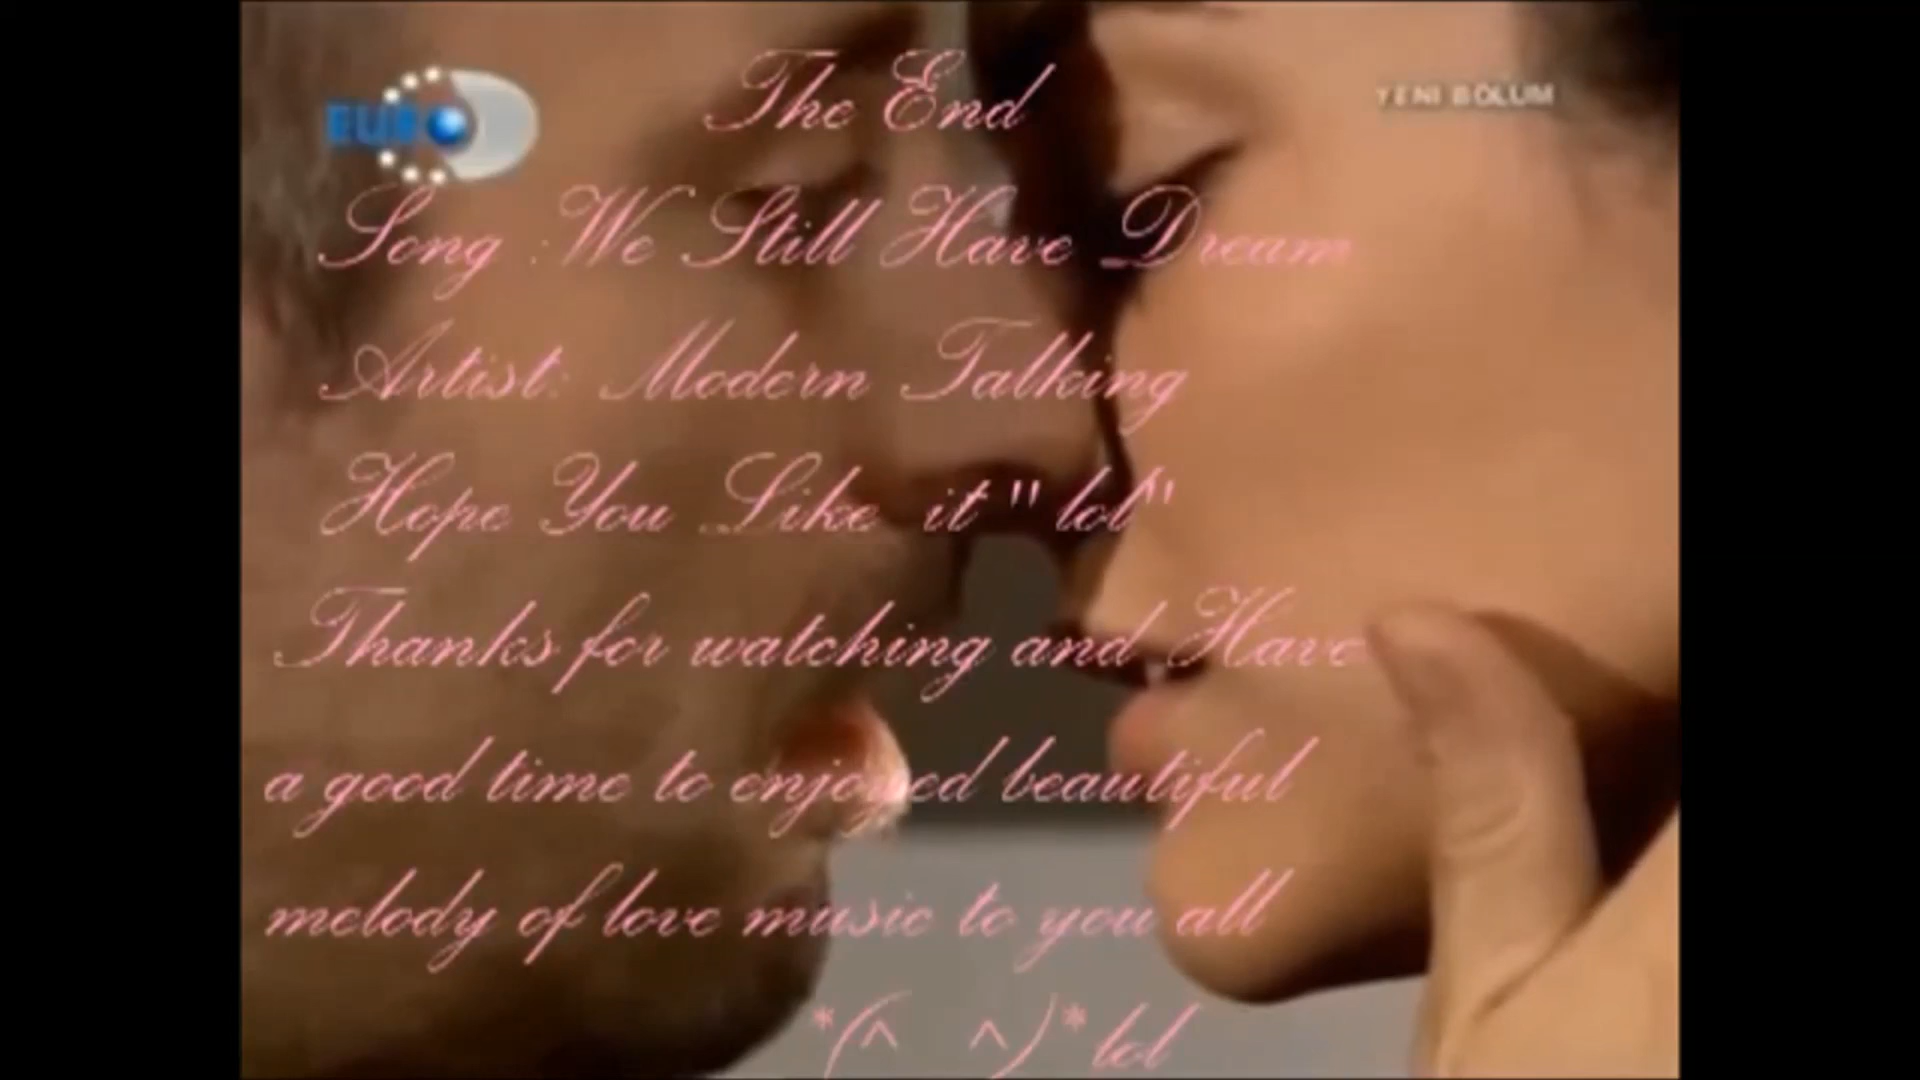 EURO D
YENİ BÖLÜM
The End
Song :We Still Have Dream
Artist: Modern Talking
Hope You Like it "lol"
Thanks for watching and Have
a good time to enjoyed beautiful
melody of love music to you all
*(^ ^)* lol